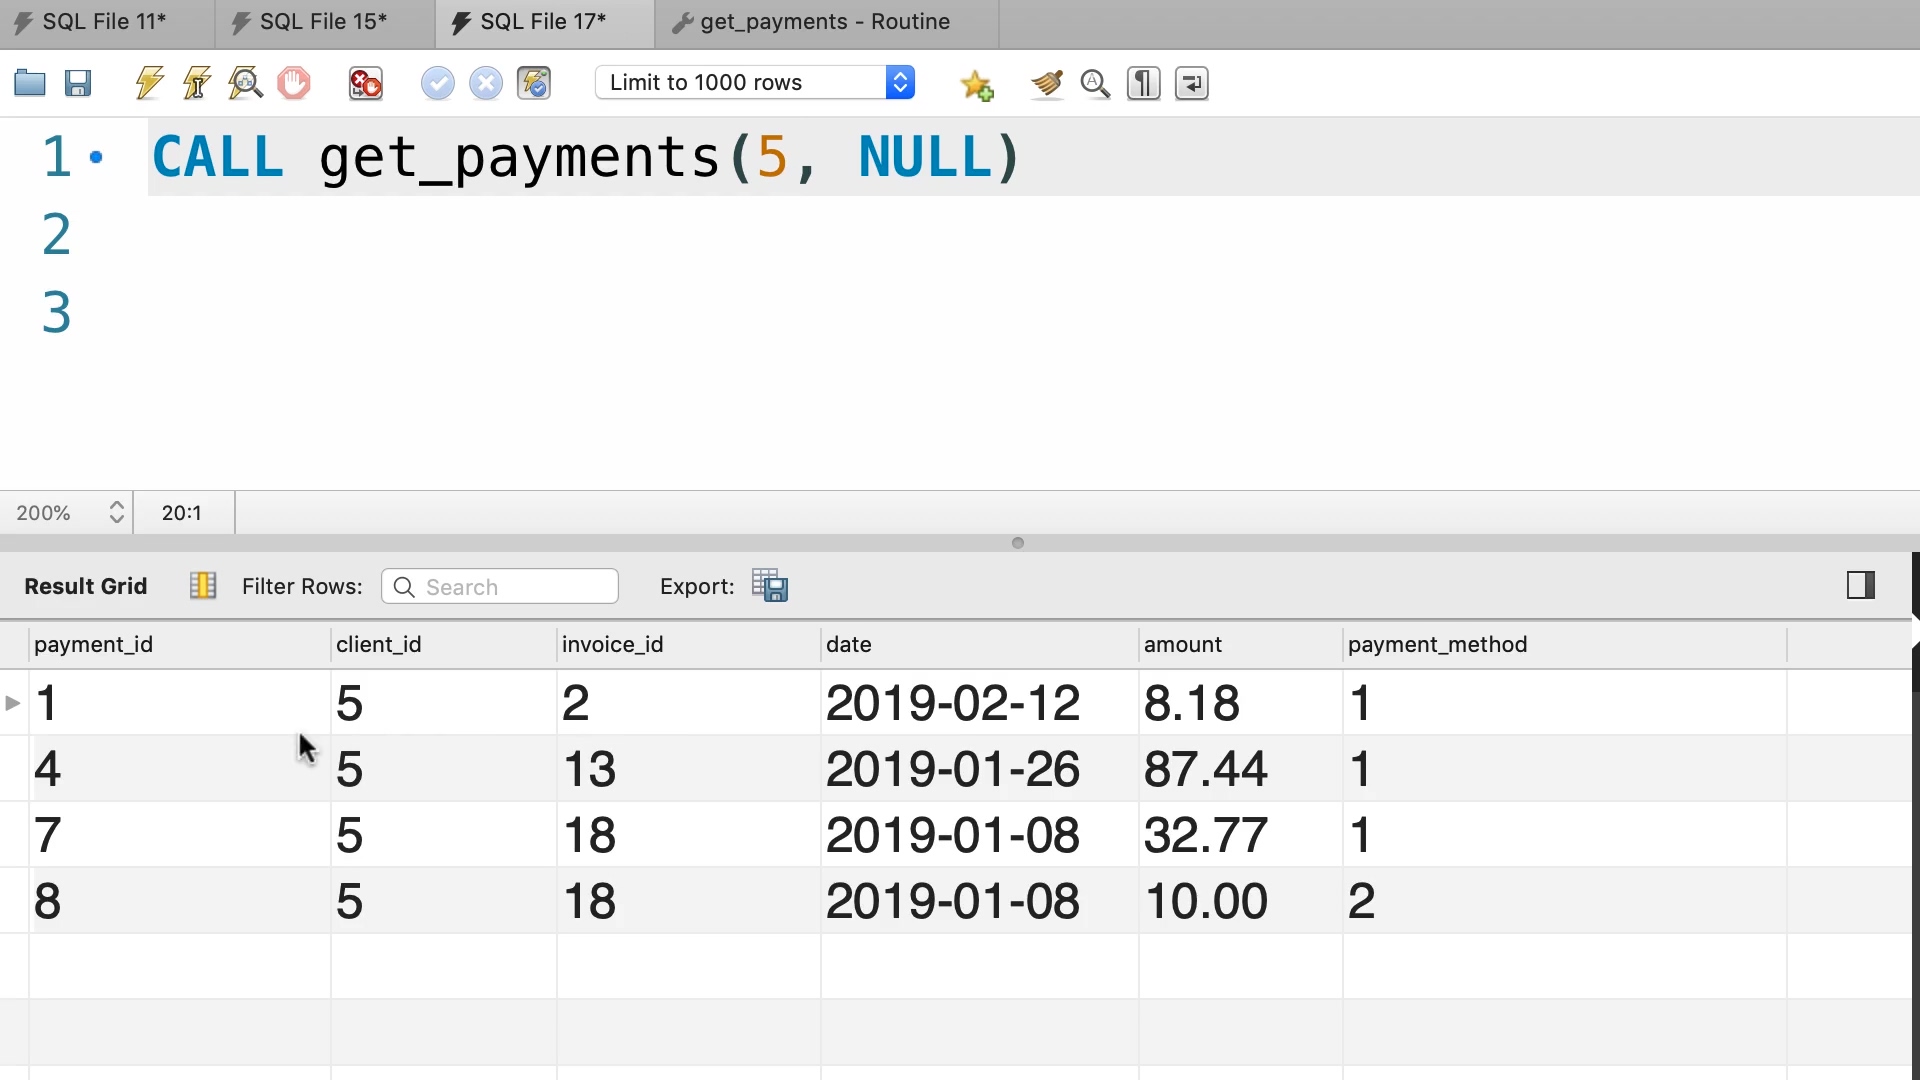 SQL File 11* SQL File 15* SQL File 17* get_payments - Routine
Limit to 1000 rows
1 CALL get_payments(5, NULL)
2
3
200% 20:1
Result Grid Filter Rows: Search Export:
payment_id client_id invoice_id date amount payment_method
1 5 2 2019-02-12 8.18 1
4 5 13 2019-01-26 87.44 1
7 5 18 2019-01-08 32.77 1
8 5 18 2019-01-08 10.00 2